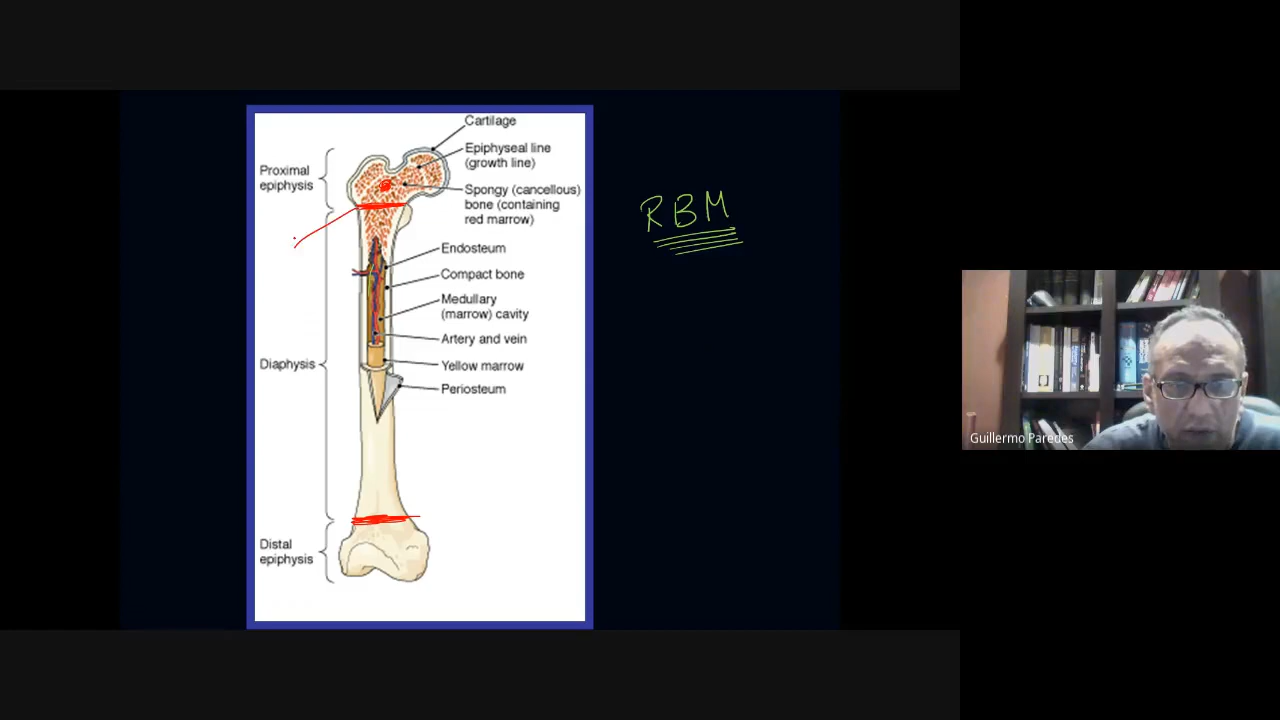 Cartilage
Epiphyseal line
(growth line)
Proximal
epiphysis
Spongy (cancellous)
bone (containing
red marrow)
RBM
Endosteum
Compact bone
Medullary
(marrow) cavity
Artery and vein
Diaphysis
Yellow marrow
Periosteum
Distal
epiphysis
Guillermo Paredes